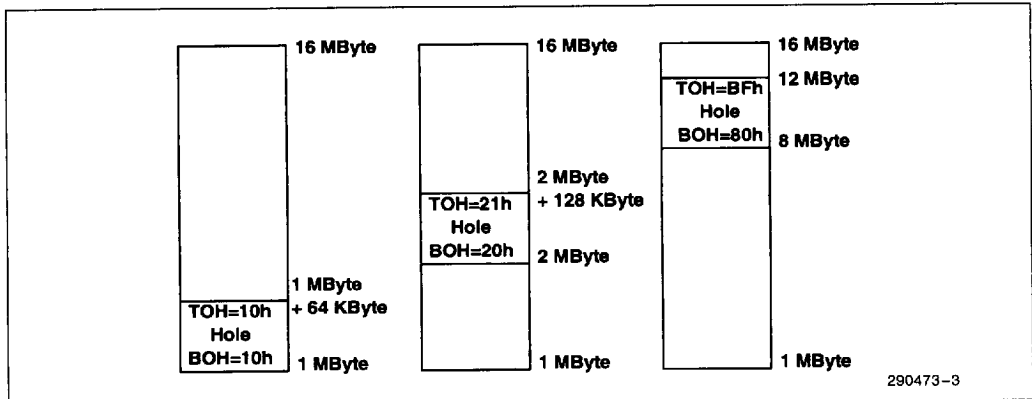 16 MByte
1 MByte
+ 64 KByte
TOH=10h
Hole
BOH=10h
1 MByte
16 MByte
2 MByte
+ 128 KByte
TOH=21h
Hole
BOH=20h
2 MByte
1 MByte
16 MByte
12 MByte
TOH=BFh
Hole
BOH=80h
8 MByte
1 MByte
290473-3